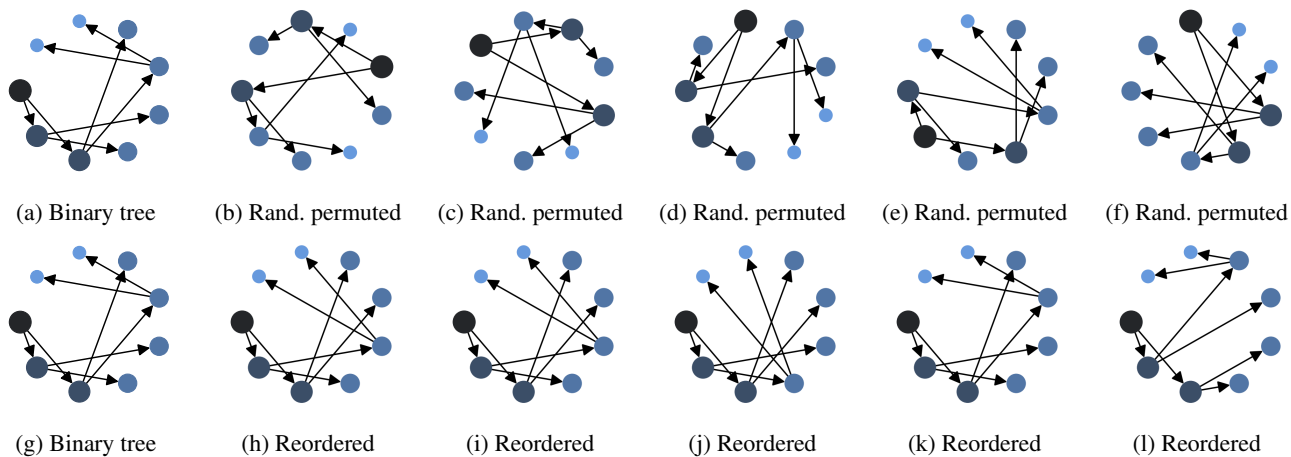 (a) Binary tree (b) Rand. permuted (c) Rand. permuted (d) Rand. permuted (e) Rand. permuted (f) Rand. permuted
(g) Binary tree (h) Reordered (i) Reordered (j) Reordered (k) Reordered (l) Reordered